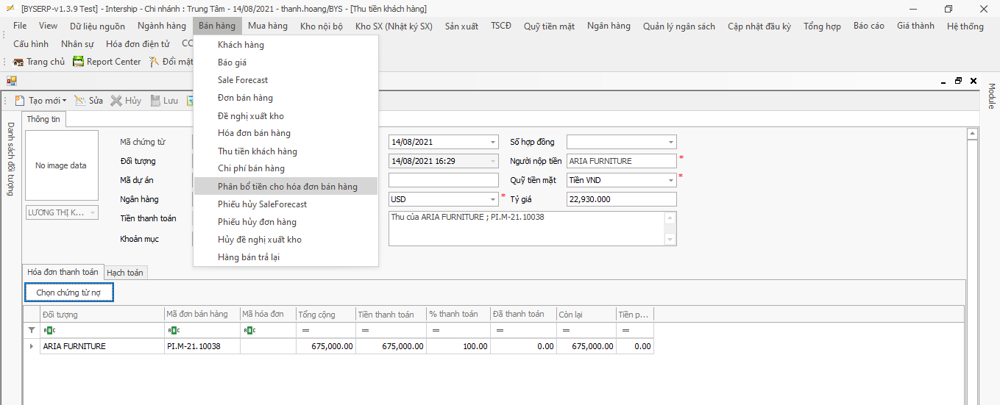 [BYSERP-v1.3.9 Test] - Intership - Chi nhánh : Trung Tâm - 14/08/2021 - thanh.hoang/BYS - [Thu tiền khách hàng]
File View Dữ liệu nguồn Ngành hàng Bán hàng Mua hàng Kho nội bộ Kho SX (Nhật ký SX) Sản xuất TSCĐ Quỹ tiền mặt Ngân hàng Quản lý ngân sách Cập nhật đầu kỳ Tổng hợp Báo cáo Giá thành Hệ thống
Cấu hình Nhân sự Hóa đơn điện tử
Trang chủ Report Center Đổi mật
Khách hàng
Báo giá
Sale Forecast
Đơn bán hàng
Đề nghị xuất kho
Hóa đơn bán hàng
Thu tiền khách hàng
Chi phí bán hàng
Phân bổ tiền cho hóa đơn bán hàng
Phiếu hủy SaleForecast
Phiếu hủy đơn hàng
Hủy đề nghị xuất kho
Hàng bán trả lại
Module
Tạo mới Sửa Hủy Lưu
Danh sách đối tượng
Thông tin
No image data
LƯƠNG THỊ K...
Mã chứng từ 14/08/2021 Số hợp đồng
Đối tượng 14/08/2021 16:29 Người nộp tiền ARIA FURNITURE *
Mã dự án Quỹ tiền mặt Tiền VND *
Ngân hàng USD * Tỷ giá 22,930.000
Tiền thanh toán Thu của ARIA FURNITURE ; PI.M-21.10038
Khoản mục
Hóa đơn thanh toán Hạch toán
Chọn chứng từ nợ
Đối tượng Mã đơn bán hàng Mã hóa đơn Tổng cộng Tiền thanh toán % thanh toán Đã thanh toán Còn lại Tiền p...
ABC ABC ABC = = = = = =
ARIA FURNITURE PI.M-21.10038 675,000.00 675,000.00 100.00 0.00 675,000.00 0.00